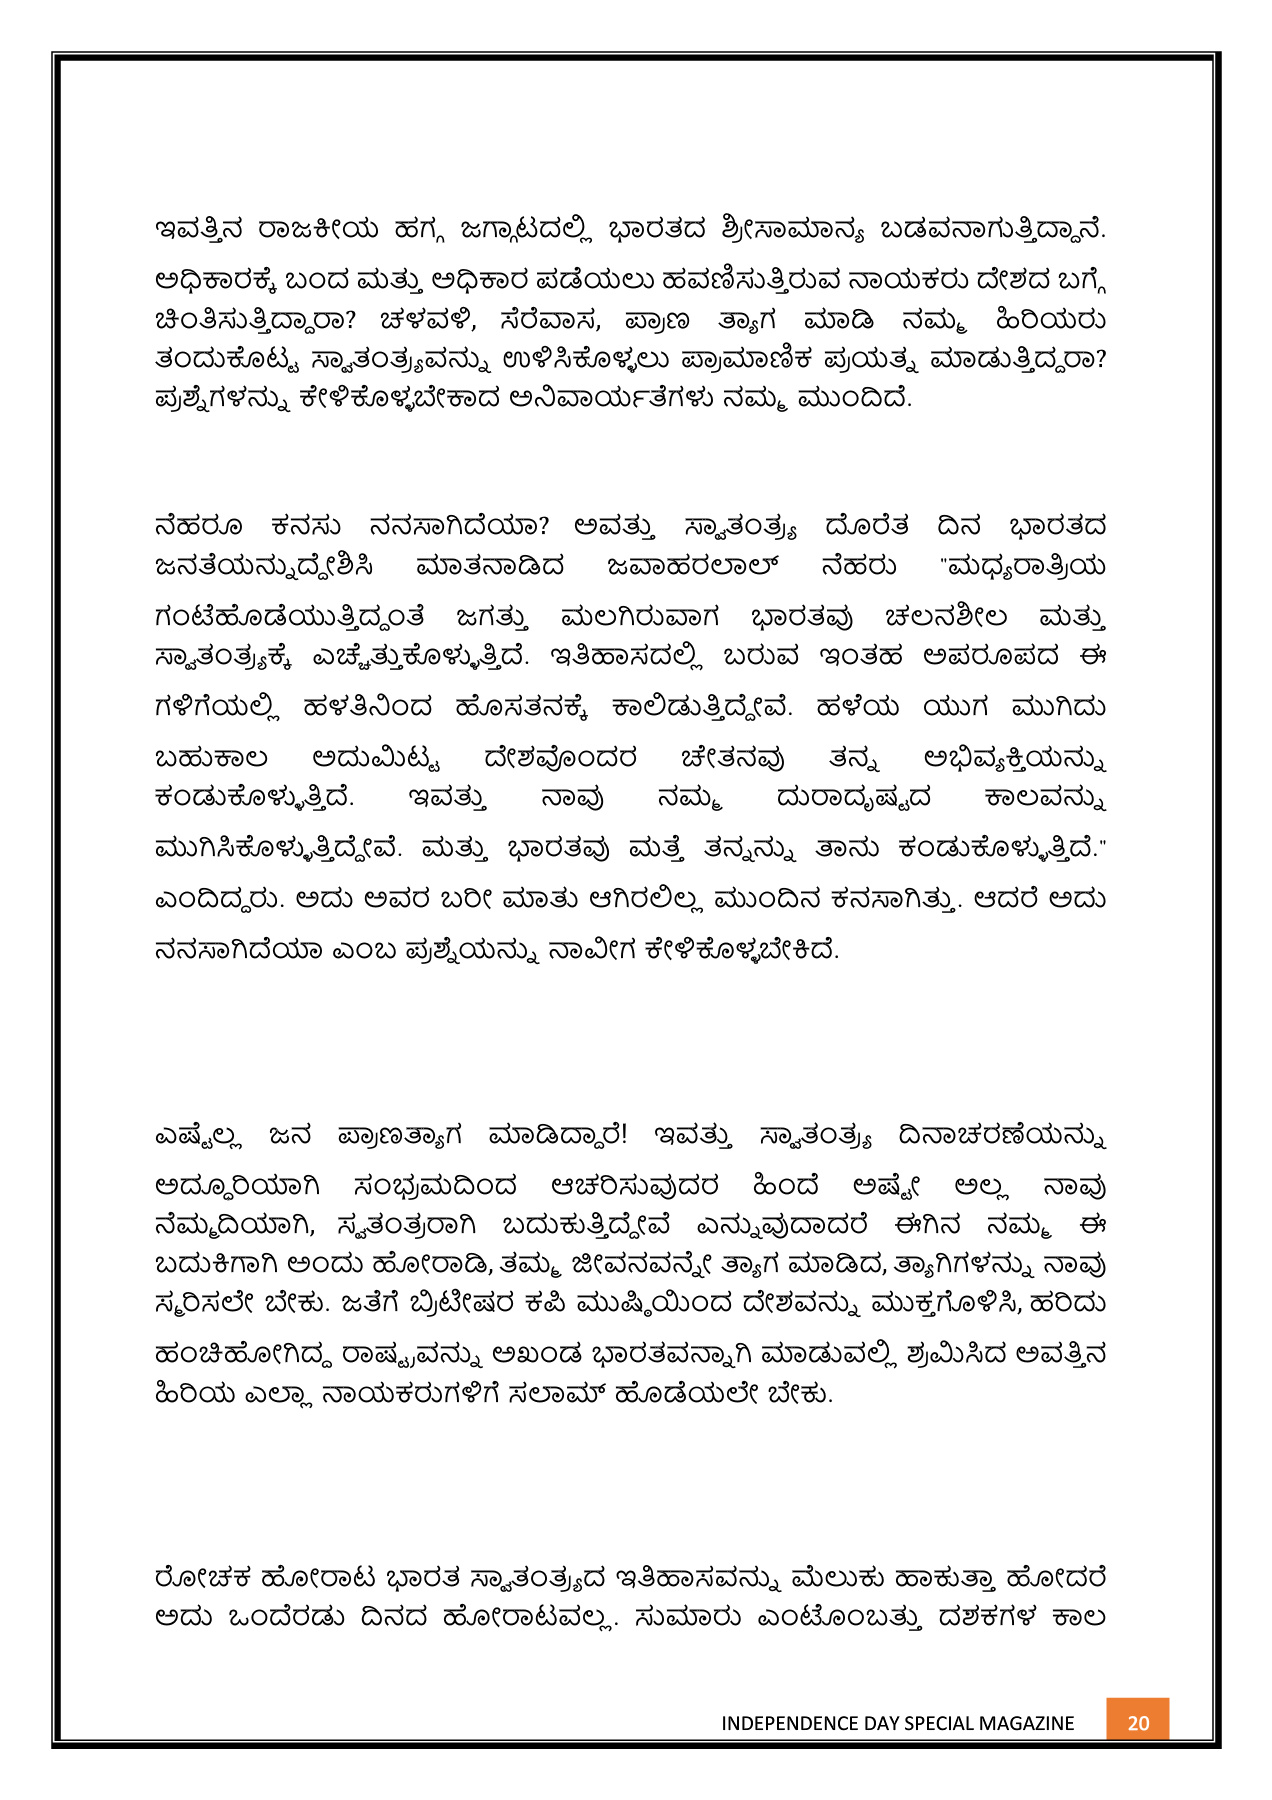 ಇವತ್ತಿನ ರಾಜಕೀಯ ಹಗ್ಗ ಜಗ್ಗಾಟದಲ್ಲಿ ಭಾರತದ ಶ್ರೀಸಾಮಾನ್ಯ ಬಡವನಾಗುತ್ತಿದ್ದಾನೆ.
ಅಧಿಕಾರಕ್ಕೆ ಬಂದ ಮತ್ತು ಅಧಿಕಾರ ಪಡೆಯಲು ಹವಣಿಸುತ್ತಿರುವ ನಾಯಕರು ದೇಶದ ಬಗ್ಗೆ
ಚಿಂತಿಸುತ್ತಿದ್ದಾರಾ? ಚಳವಳಿ, ಸೆರೆವಾಸ, ಪ್ರಾಣ ತ್ಯಾಗ ಮಾಡಿ ನಮ್ಮ ಹಿರಿಯರು
ತಂದುಕೊಟ್ಟ ಸ್ವಾತಂತ್ರ್ಯವನ್ನು ಉಳಿಸಿಕೊಳ್ಳಲು ಪ್ರಾಮಾಣಿಕ ಪ್ರಯತ್ನ ಮಾಡುತ್ತಿದ್ದರಾ?
ಪ್ರಶ್ನೆಗಳನ್ನು ಕೇಳಿಕೊಳ್ಳಬೇಕಾದ ಅನಿವಾರ್ಯತೆಗಳು ನಮ್ಮ ಮುಂದಿದೆ.
ನೆಹರೂ ಕನಸು ನನಸಾಗಿದೆಯಾ? ಅವತ್ತು ಸ್ವಾತಂತ್ರ್ಯ ದೊರೆತ ದಿನ ಭಾರತದ
ಜನತೆಯನ್ನುದ್ದೇಶಿಸಿ ಮಾತನಾಡಿದ ಜವಾಹರಲಾಲ್ ನೆಹರು "ಮಧ್ಯರಾತ್ರಿಯ
ಗಂಟೆಹೊಡೆಯುತ್ತಿದ್ದಂತೆ ಜಗತ್ತು ಮಲಗಿರುವಾಗ ಭಾರತವು ಚಲನಶೀಲ ಮತ್ತು
ಸ್ವಾತಂತ್ರ್ಯಕ್ಕೆ ಎಚ್ಚೆತ್ತುಕೊಳ್ಳುತ್ತಿದೆ. ಇತಿಹಾಸದಲ್ಲಿ ಬರುವ ಇಂತಹ ಅಪರೂಪದ ಈ
ಗಳಿಗೆಯಲ್ಲಿ ಹಳತಿನಿಂದ ಹೊಸತನಕ್ಕೆ ಕಾಲಿಡುತ್ತಿದ್ದೇವೆ. ಹಳೆಯ ಯುಗ ಮುಗಿದು
ಬಹುಕಾಲ ಅದುಮಿಟ್ಟ ದೇಶವೊಂದರ ಚೇತನವು ತನ್ನ ಅಭಿವ್ಯಕ್ತಿಯನ್ನು
ಕಂಡುಕೊಳ್ಳುತ್ತಿದೆ. ಇವತ್ತು ನಾವು ನಮ್ಮ ದುರಾದೃಷ್ಟದ ಕಾಲವನ್ನು
ಮುಗಿಸಿಕೊಳ್ಳುತ್ತಿದ್ದೇವೆ. ಮತ್ತು ಭಾರತವು ಮತ್ತೆ ತನ್ನನ್ನು ತಾನು ಕಂಡುಕೊಳ್ಳುತ್ತಿದೆ."
ಎಂದಿದ್ದರು. ಅದು ಅವರ ಬರೀ ಮಾತು ಆಗಿರಲಿಲ್ಲ ಮುಂದಿನ ಕನಸಾಗಿತ್ತು. ಆದರೆ ಅದು
ನನಸಾಗಿದೆಯಾ ಎಂಬ ಪ್ರಶ್ನೆಯನ್ನು ನಾವೀಗ ಕೇಳಿಕೊಳ್ಳಬೇಕಿದೆ.
ಎಷ್ಟೆಲ್ಲ ಜನ ಪ್ರಾಣತ್ಯಾಗ ಮಾಡಿದ್ದಾರೆ! ಇವತ್ತು ಸ್ವಾತಂತ್ರ್ಯ ದಿನಾಚರಣೆಯನ್ನು
ಅದ್ಧೂರಿಯಾಗಿ ಸಂಭ್ರಮದಿಂದ ಆಚರಿಸುವುದರ ಹಿಂದೆ ಅಷ್ಟೇ ಅಲ್ಲ ನಾವು
ನೆಮ್ಮದಿಯಾಗಿ, ಸ್ವತಂತ್ರರಾಗಿ ಬದುಕುತ್ತಿದ್ದೇವೆ ಎನ್ನುವುದಾದರೆ ಈಗಿನ ನಮ್ಮ ಈ
ಬದುಕಿಗಾಗಿ ಅಂದು ಹೋರಾಡಿ, ತಮ್ಮ ಜೀವನವನ್ನೇ ತ್ಯಾಗ ಮಾಡಿದ, ತ್ಯಾಗಿಗಳನ್ನು ನಾವು
ಸ್ಮರಿಸಲೇ ಬೇಕು. ಜತೆಗೆ ಬ್ರಿಟೀಷರ ಕಪಿ ಮುಷ್ಠಿಯಿಂದ ದೇಶವನ್ನು ಮುಕ್ತಗೊಳಿಸಿ, ಹರಿದು
ಹಂಚಿಹೋಗಿದ್ದ ರಾಷ್ಟ್ರವನ್ನು ಅಖಂಡ ಭಾರತವನ್ನಾಗಿ ಮಾಡುವಲ್ಲಿ ಶ್ರಮಿಸಿದ ಅವತ್ತಿನ
ಹಿರಿಯ ಎಲ್ಲಾ ನಾಯಕರುಗಳಿಗೆ ಸಲಾಮ್ ಹೊಡೆಯಲೇ ಬೇಕು.
ರೋಚಕ ಹೋರಾಟ ಭಾರತ ಸ್ವಾತಂತ್ರ್ಯದ ಇತಿಹಾಸವನ್ನು ಮೆಲುಕು ಹಾಕುತ್ತಾ ಹೋದರೆ
ಅದು ಒಂದೆರಡು ದಿನದ ಹೋರಾಟವಲ್ಲ. ಸುಮಾರು ಎಂಟೊಂಬತ್ತು ದಶಕಗಳ ಕಾಲ
INDEPENDENCE DAY SPECIAL MAGAZINE 20